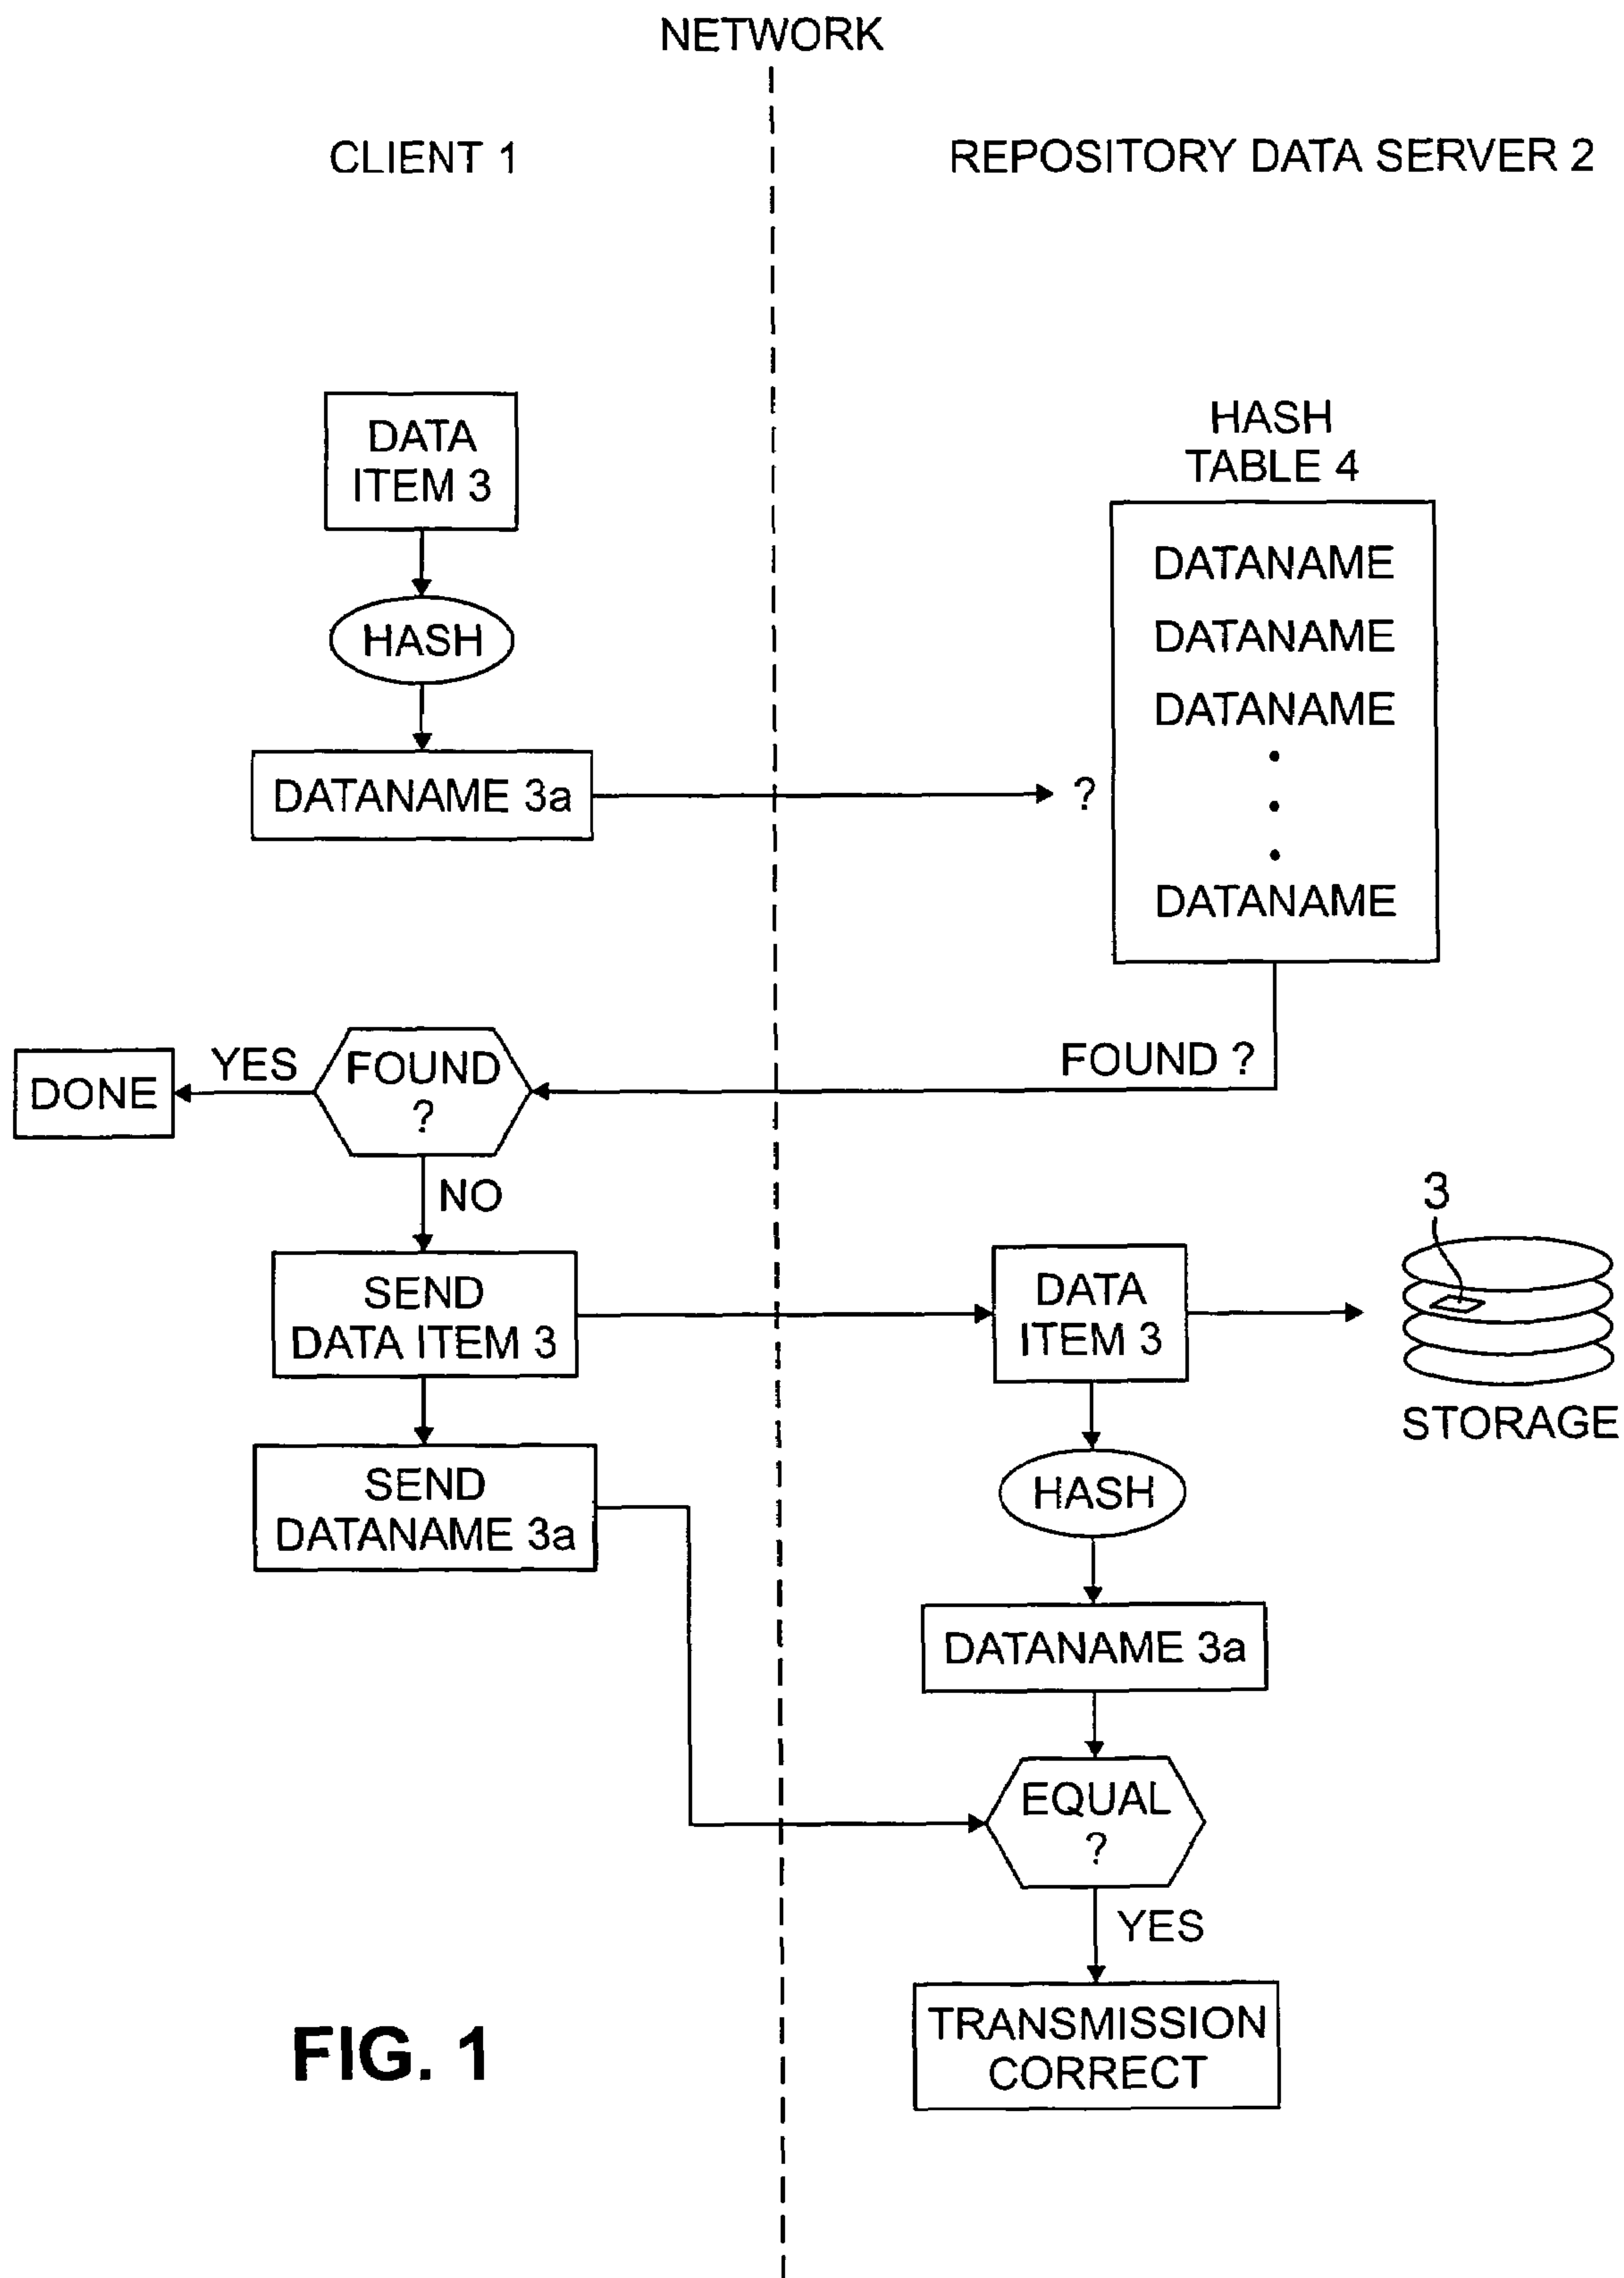 NETWORK
CLIENT 1
REPOSITORY DATA SERVER 2
DATA
ITEM 3
HASH
DATANAME 3a
?
HASH
TABLE 4
DATANAME
DATANAME
DATANAME
DATANAME
FOUND ?
FOUND
?
YES
DONE
NO
SEND
DATA ITEM 3
SEND
DATANAME 3a
DATA
ITEM 3
3
STORAGE
HASH
DATANAME 3a
EQUAL
?
YES
TRANSMISSION
CORRECT
FIG. 1